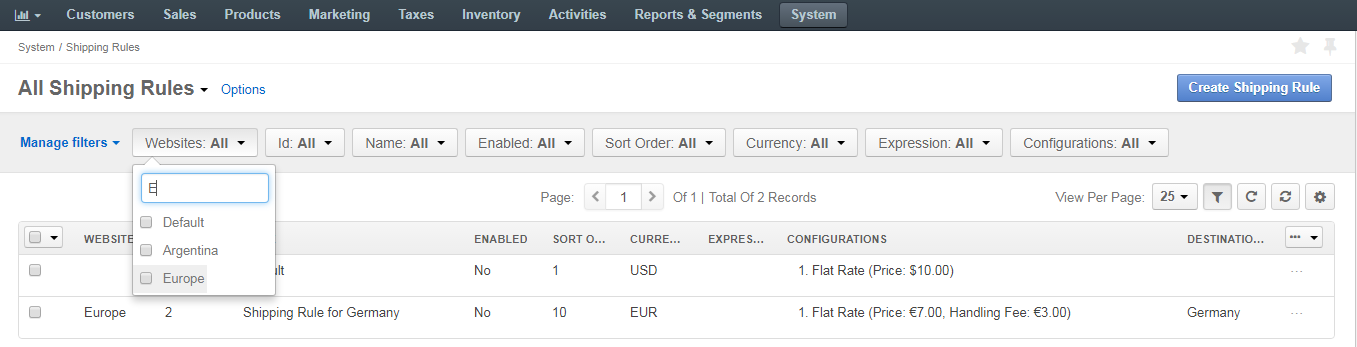 Customers Sales Products Marketing Taxes Inventory Activities Reports & Segments System
System / Shipping Rules
All Shipping Rules Options Create Shipping Rule
Manage filters Websites: All Id: All Name: All Enabled: All Sort Order: All Currency: All Expression: All Configurations: All
E
Page: 1 Of 1 | Total Of 2 Records View Per Page: 25
Default
WEBSITE ENABLED SORT O... CURRE... EXPRES... CONFIGURATIONS DESTINATIO... ...
Argentina
No 1 USD 1. Flat Rate (Price: $10.00) ...
Europe
Europe 2 Shipping Rule for Germany No 10 EUR 1. Flat Rate (Price: €7.00, Handling Fee: €3.00) Germany ...